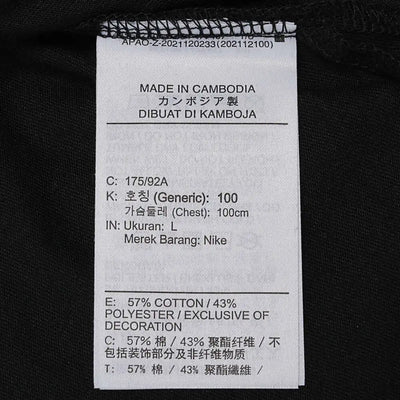 APAO-Z-2021120233(202112100)
MADE IN CAMBODIA
カンボジア製
DIBUAT DI KAMBOJA
C: 175/92A
K: 호칭 (Generic): 100
가슴둘레 (Chest): 100cm
IN: Ukuran: L
Merek Barang: Nike
E: 57% COTTON / 43%
POLYESTER / EXCLUSIVE OF
DECORATION
C: 57% 棉 / 43% 聚酯纤维 / 不
包括装饰部分及非纤维物质
T: 57% 棉 / 43% 聚酯纖維 /